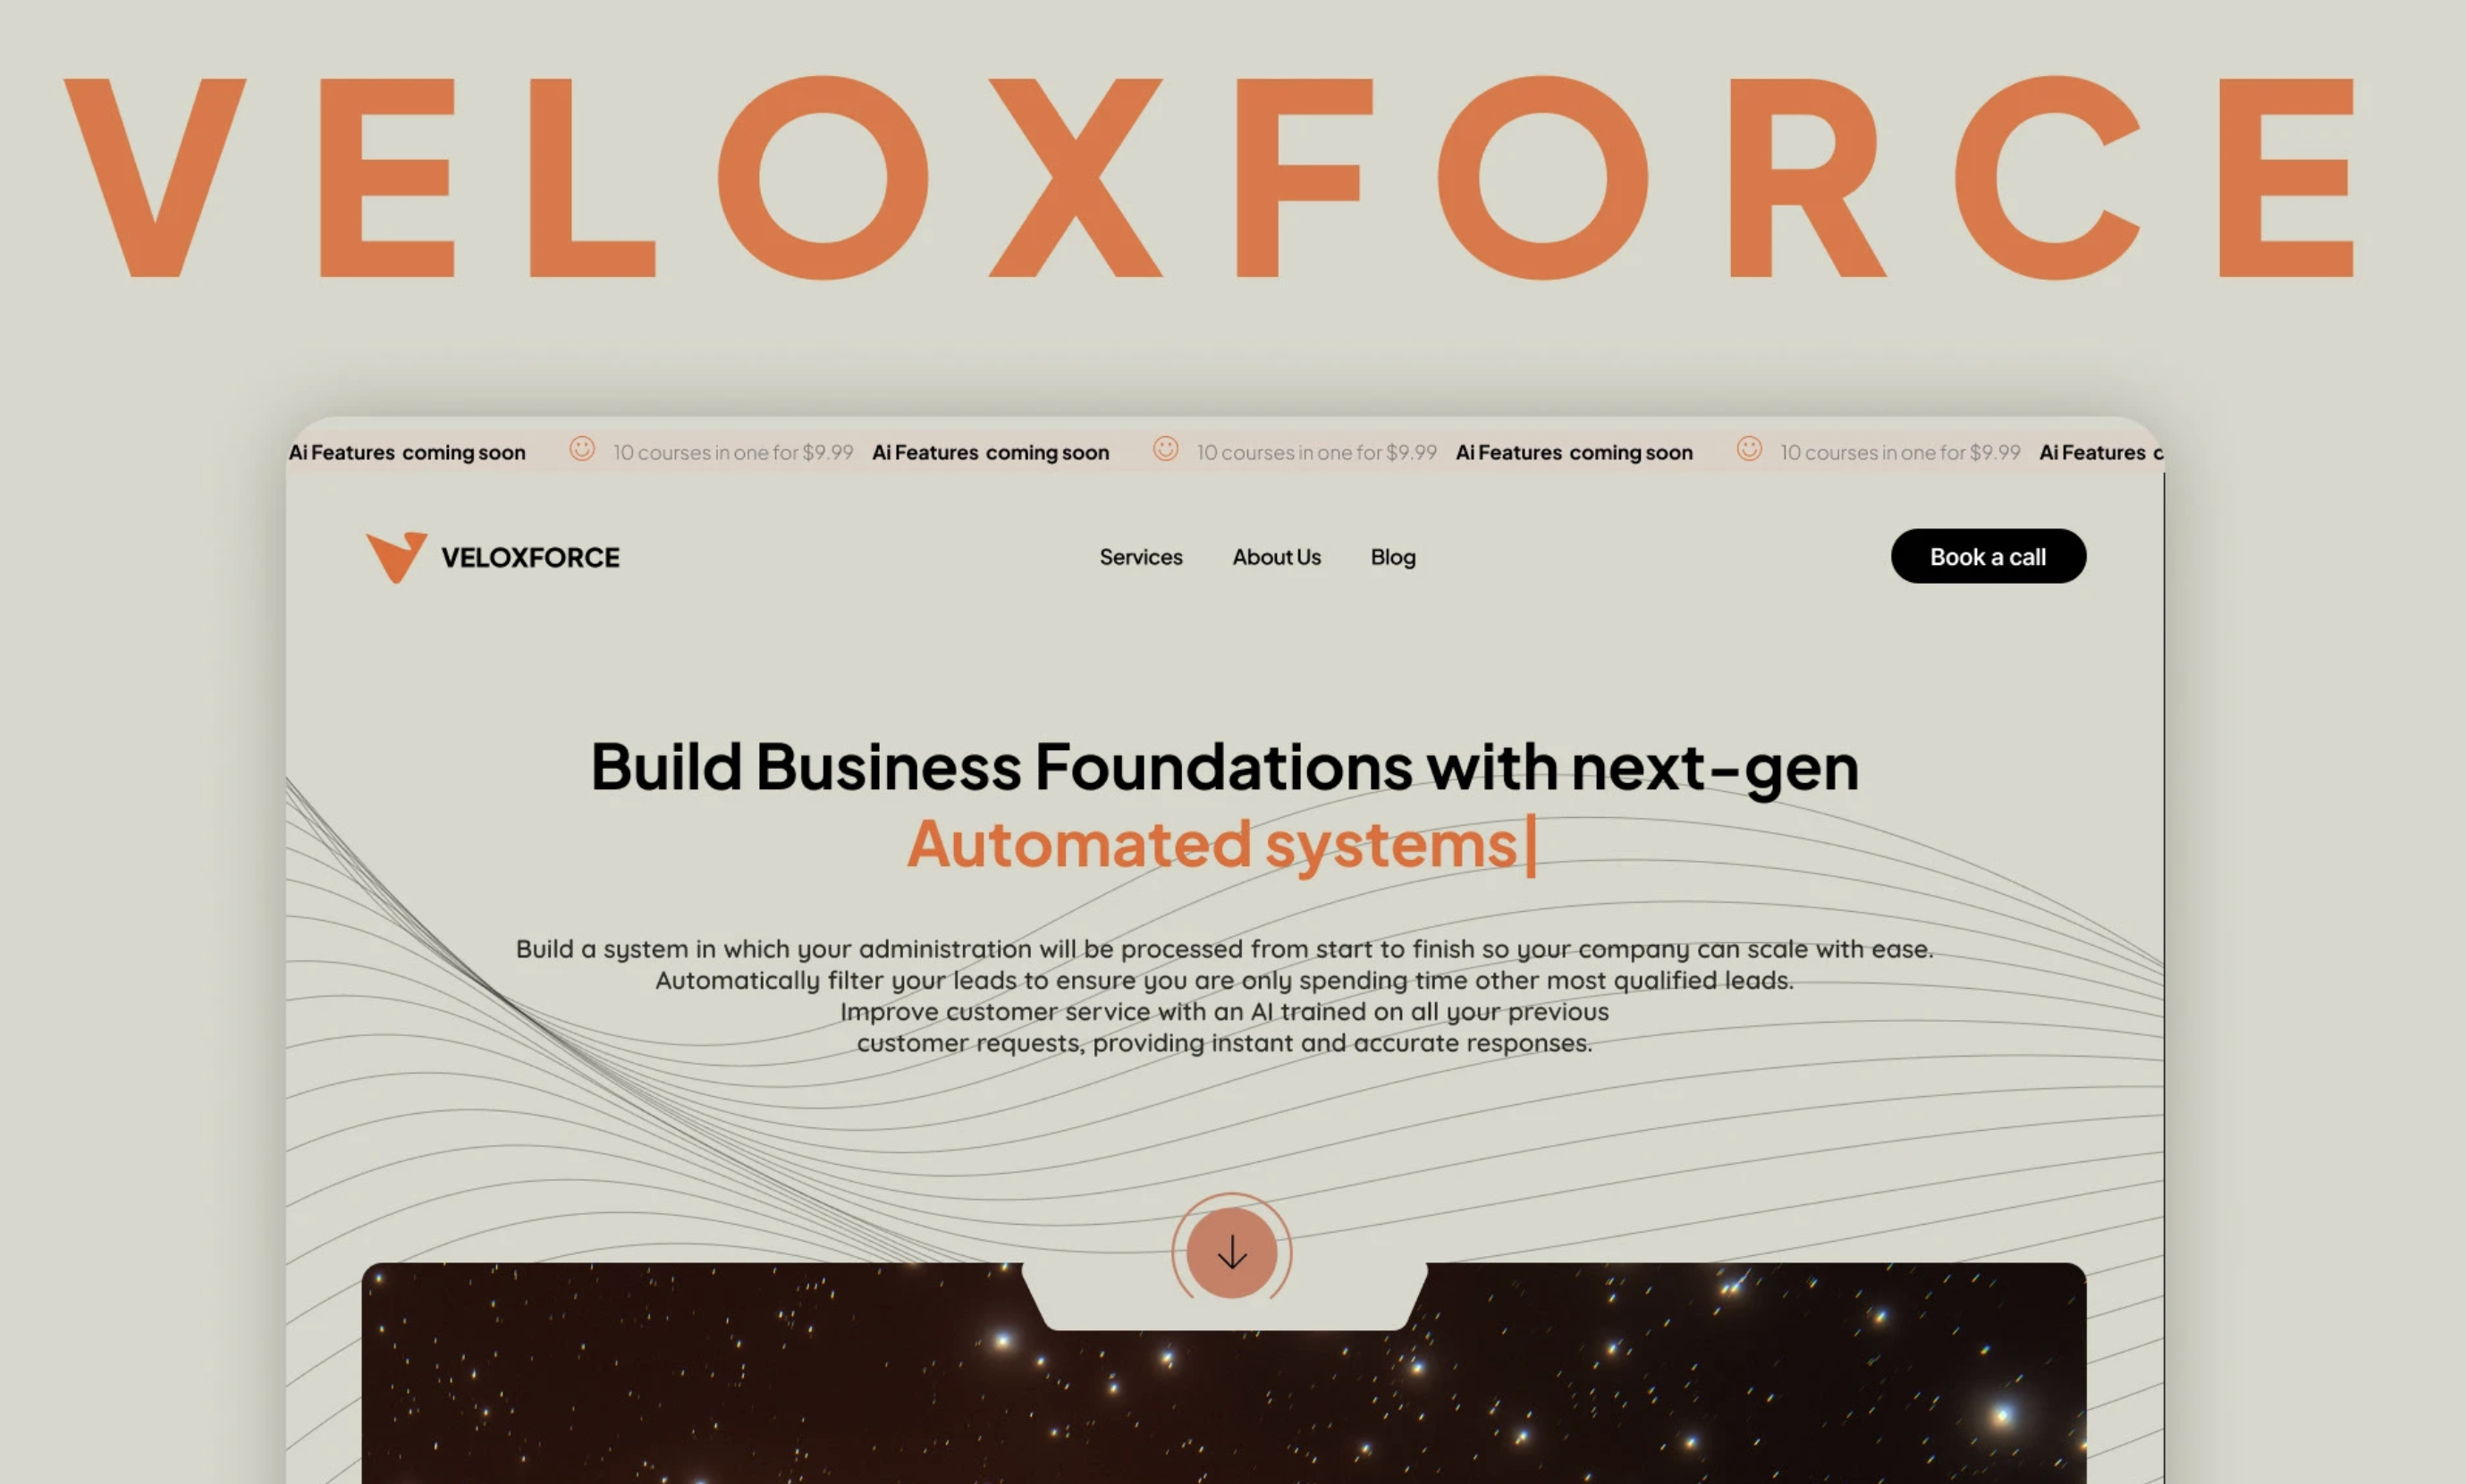 VELOXFORCE
Ai Features coming soon 10 courses in one for $9.99 Ai Features coming soon 10 courses in one for $9.99 Ai Features coming soon 10 courses in one for $9.99 Ai Features c
VELOXFORCE
Services About Us Blog
Book a call
Build Business Foundations with next-gen
Automated systems|
Build a system in which your administration will be processed from start to finish so your company can scale with ease.
Automatically filter your leads to ensure you are only spending time other most qualified leads.
Improve customer service with an AI trained on all your previous
customer requests, providing instant and accurate responses.